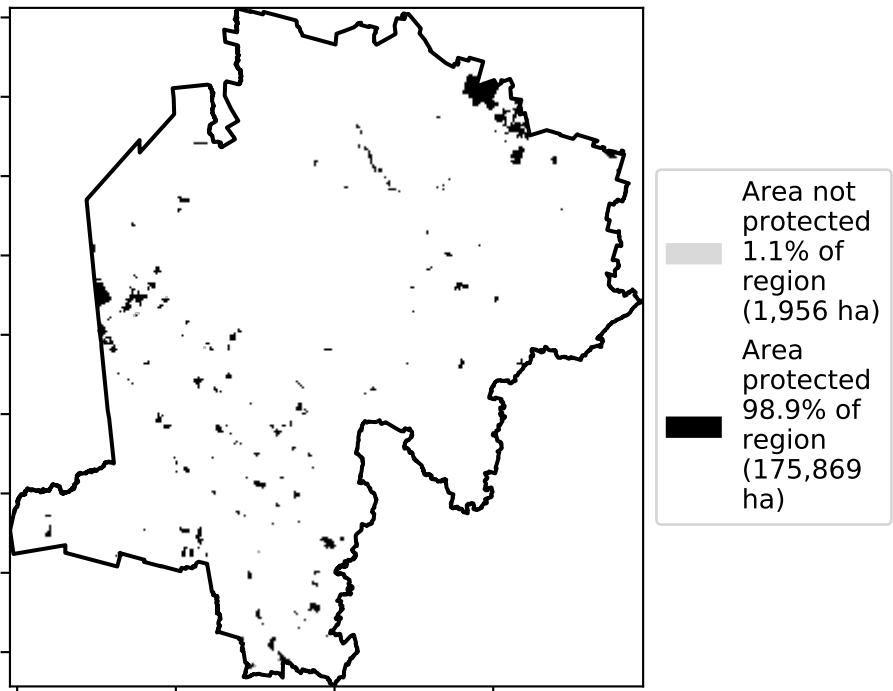 Area not
protected
1.1% of
region
(1,956 ha)
Area
protected
98.9% of
region
(175,869
ha)